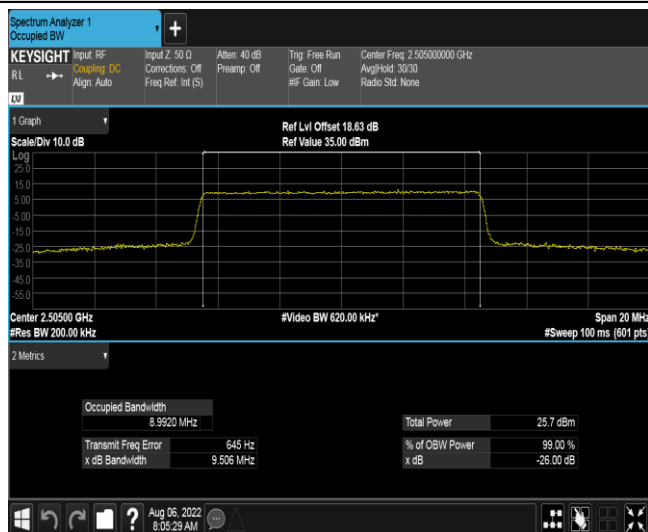 Spectrum Analyzer 1
Occupied BW
KEYSIGHT
RL
LXI
Input: RF
Coupling: DC
Align: Auto
Input Z: 50 Ω
Corrections: Off
Freq Ref: Int (S)
Atten: 40 dB
Preamp: Off
Trig: Free Run
Gate: Off
#IF Gain: Low
Center Freq: 2.505000000 GHz
Avg|Hold: 30/30
Radio Std: None
1 Graph
Scale/Div 10.0 dB
Ref Lvl Offset 18.63 dB
Ref Value 35.00 dBm
Log
25.0
15.0
5.00
-5.00
-15.0
-25.0
-35.0
-45.0
-55.0
Center 2.50500 GHz
#Res BW 200.00 kHz
#Video BW 620.00 kHz*
Span 20 MHz
#Sweep 100 ms (601 pts)
2 Metrics
Occupied Bandwidth
8.9920 MHz
Transmit Freq Error 645 Hz
x dB Bandwidth 9.506 MHz
Total Power 25.7 dBm
% of OBW Power 99.00 %
x dB -26.00 dB
?
Aug 06, 2022
8:05:29 AM